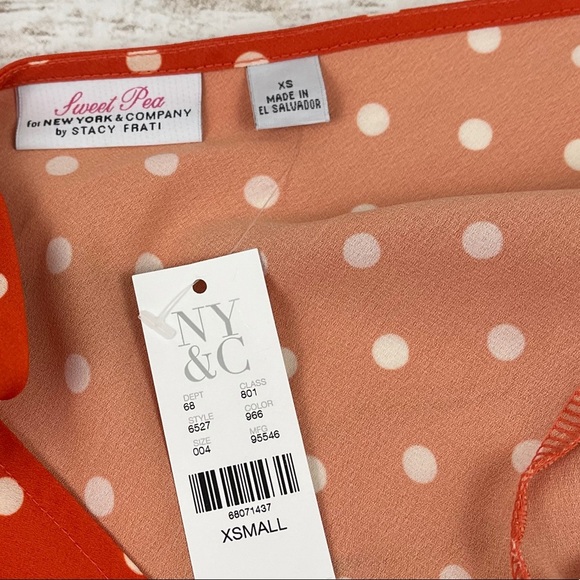 Sweet Pea
for NEW YORK & COMPANY
by STACY FRATI
XS
MADE IN
EL SALVADOR
NY
&C
DEPT CLASS
68 801
STYLE COLOR
6527 966
SIZE MFG
004 95546
68071437
XSMALL